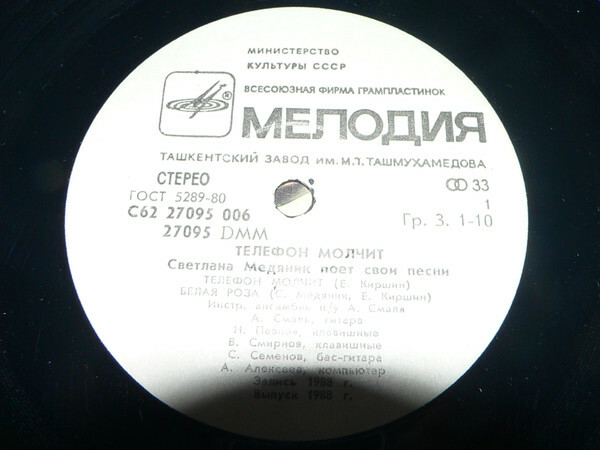 МИНИСТЕРСТВО
КУЛЬТУРЫ СССР
ВСЕСОЮЗНАЯ ФИРМА ГРАМПЛАСТИНОК
®
МЕЛОДИЯ
ТАШКЕНТСКИЙ ЗАВОД ИМ. М.Т. ТАШМУХАМЕДОВА
СТЕРЕО
33
ГОСТ 5289-80
1
С62 27095 006
Гр. 3. 1-10
27095 DMM
ТЕЛЕФОН МОЛЧИТ
Светлана Медяник поет свои песни
ТЕЛЕФОН МОЛЧИТ (Е. Киршин)
БЕЛАЯ РОЗА (С. Медяник, Е. Киршин)
Инстр. ансамбль п/у А. Смаля
А. Смаль, гитара
Н. клавишные
В. Смирнов, клавишные
С. Семенов, бас-гитара
А. Алексеев, компьютер
Запись 1988 г.
Выпуск 1988 г.